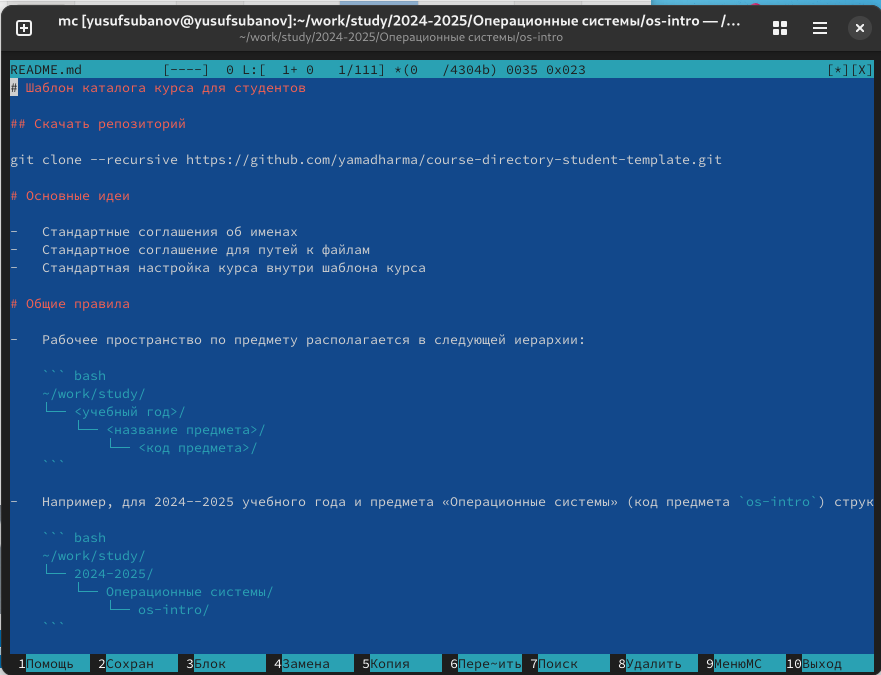 mc [yusufsubanov@yusufsubanov]:~/work/study/2024-2025/Операционные системы/os-intro — /...
~/work/study/2024-2025/Операционные системы/os-intro
README.md [----] 0 L:[ 1+ 0 1/111] *(0 /4304b) 0035 0x023 [*][X]
# Шаблон каталога курса для студентов
## Скачать репозиторий
git clone --recursive https://github.com/yamadharma/course-directory-student-template.git
# Основные идеи
- Стандартные соглашения об именах
- Стандартное соглашение для путей к файлам
- Стандартная настройка курса внутри шаблона курса
# Общие правила
- Рабочее пространство по предмету располагается в следующей иерархии:
``` bash
~/work/study/
└── <учебный год>/
└── <название предмета>/
└── <код предмета>/
```
- Например, для 2024--2025 учебного года и предмета «Операционные системы» (код предмета `os-intro`) струк
``` bash
~/work/study/
└── 2024-2025/
└── Операционные системы/
└── os-intro/
```
1Помощь 2Сохран 3Блок 4Замена 5Копия 6Пере~ить 7Поиск 8Удалить 9МенюMC 10Выход